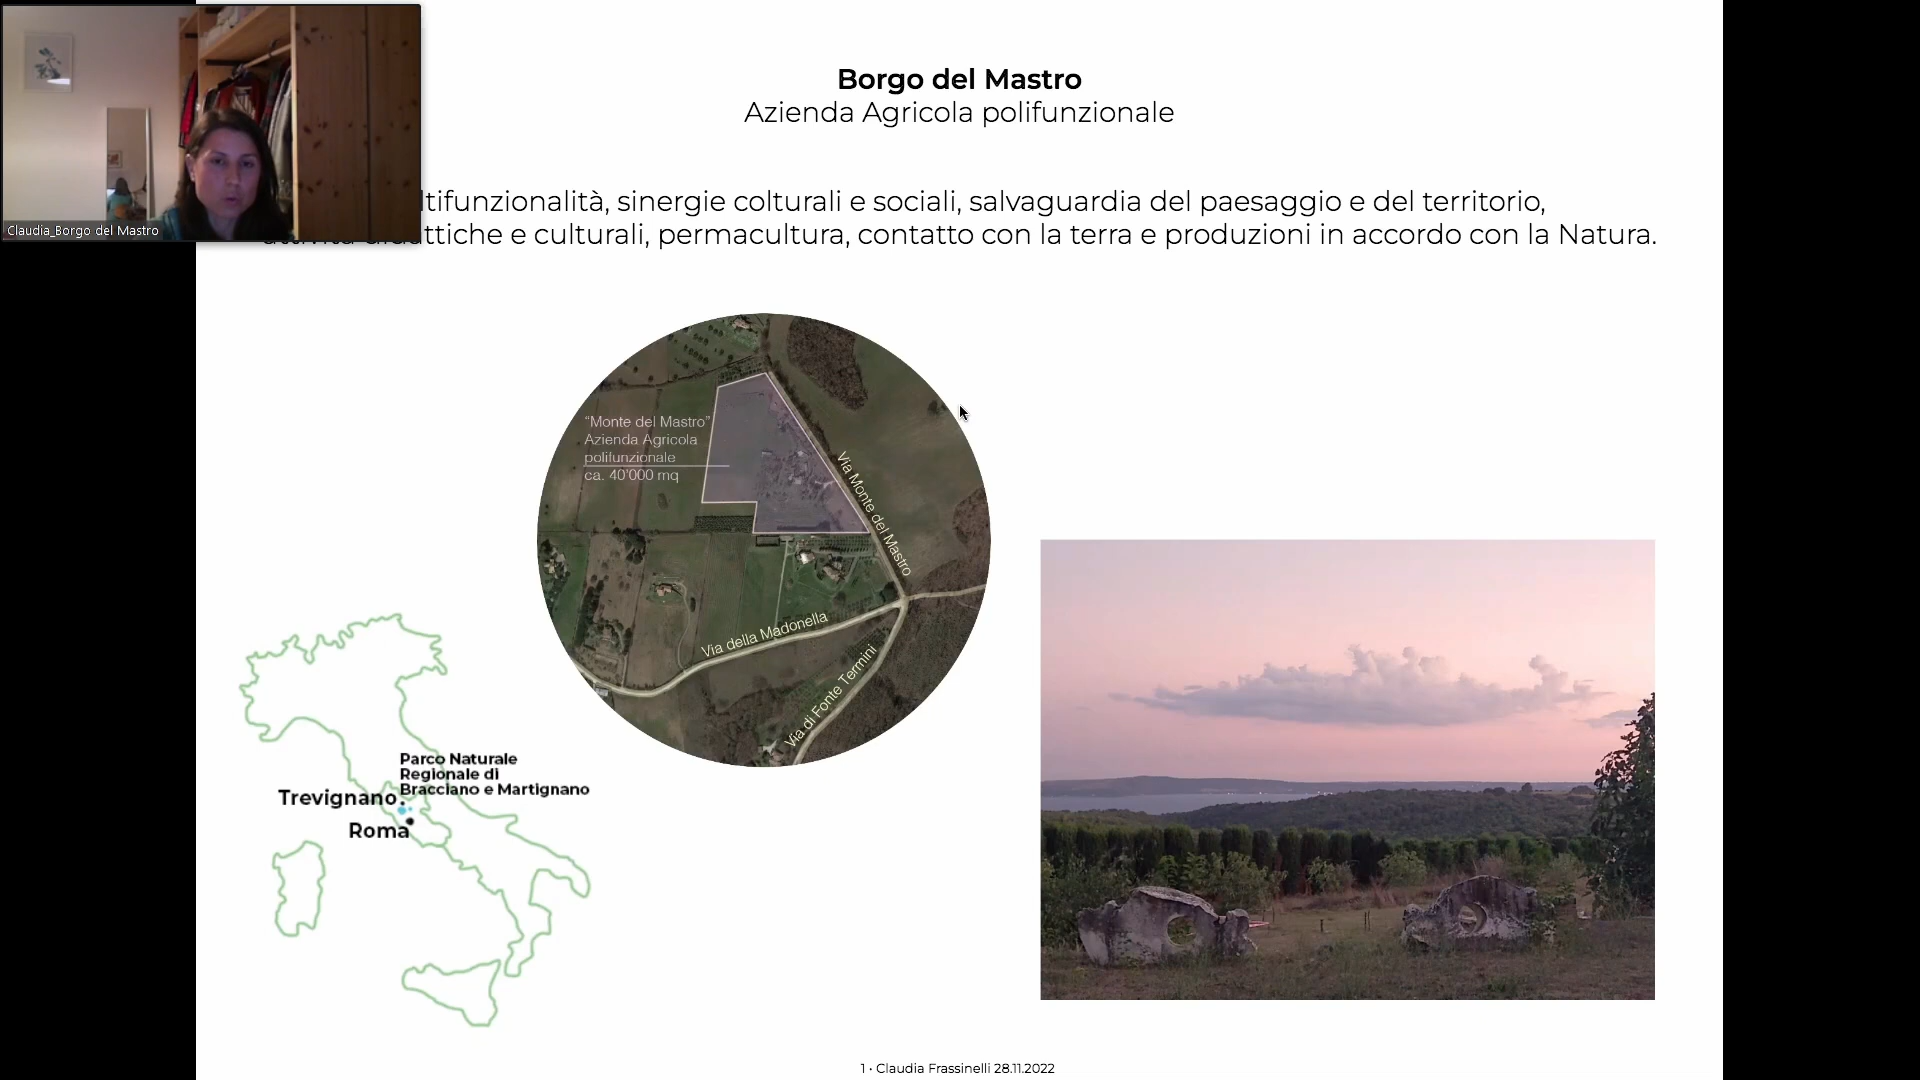 Borgo del Mastro
Azienda Agricola polifunzionale
Claudia_Borgo del Mastro
ltifunzionalità, sinergie colturali e sociali, salvaguardia del paesaggio e del territorio,
attività didattiche e culturali, permacultura, contatto con la terra e produzioni in accordo con la Natura.
“Monte del Mastro”
Azienda Agricola
polifunzionale
ca. 40'000 mq
Via Monte del Mastro
Via della Madonella
Via di Fonte Termini
Parco Naturale
Regionale di
Bracciano e Martignano
Trevignano
Roma
1 • Claudia Frassinelli 28.11.2022